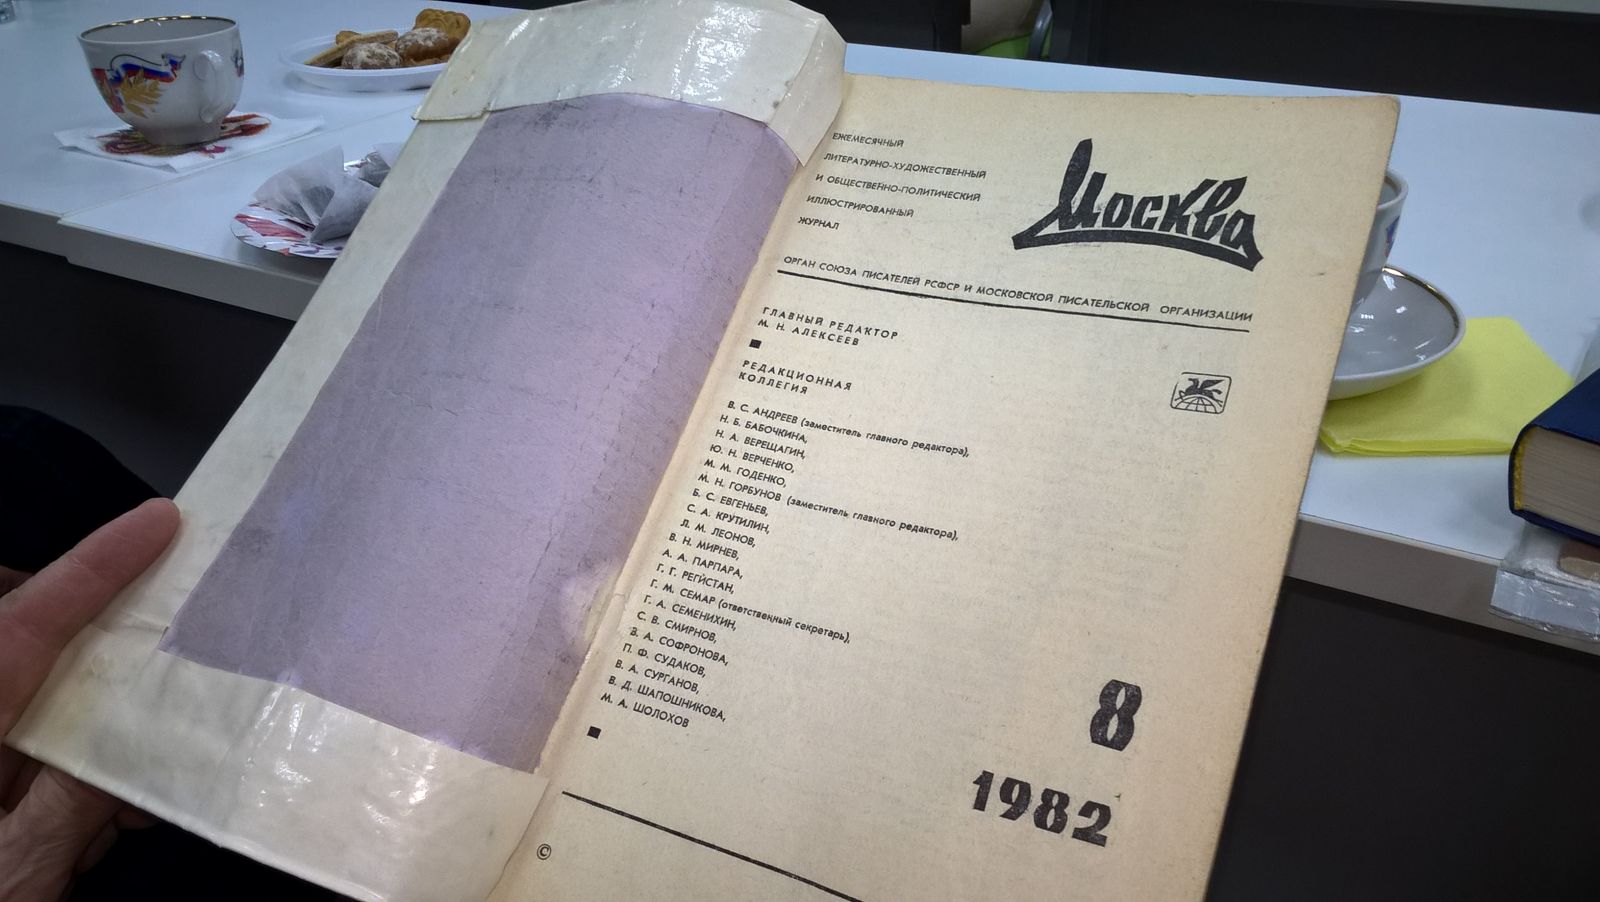 ЕЖЕМЕСЯЧНЫЙ
ЛИТЕРАТУРНО-ХУДОЖЕСТВЕННЫЙ
И ОБЩЕСТВЕННО-ПОЛИТИЧЕСКИЙ
ИЛЛЮСТРИРОВАННЫЙ
ЖУРНАЛ
Москва
ОРГАН СОЮЗА ПИСАТЕЛЕЙ РСФСР И МОСКОВСКОЙ ПИСАТЕЛЬСКОЙ ОРГАНИЗАЦИИ
ГЛАВНЫЙ РЕДАКТОР
М. Н. АЛЕКСЕЕВ
РЕДАКЦИОННАЯ
КОЛЛЕГИЯ
В. С. АНДРЕЕВ (заместитель главного редактора),
Н. Б. БАБОЧКИНА,
Н. А. ВЕРЕЩАГИН,
Ю. Н. ВЕРЧЕНКО,
М. М. ГОДЕНКО,
М. Н. ГОРБУНОВ (заместитель главного редактора),
Б. С. ЕВГЕНЬЕВ,
С. А. КРУТИЛИН,
Л. М. ЛЕОНОВ,
В. Н. МИРНЕВ,
А. А. ПАРПАРА,
Г. Г. РЕГИСТАН,
Г. М. СЕМАР (ответственный секретарь),
Г. А. СЕМЕНИХИН,
С. В. СМИРНОВ,
В. А. СОФРОНОВА,
П. Ф. СУДАКОВ,
В. А. СУРГАНОВ,
В. Д. ШАПОШНИКОВА,
М. А. ШОЛОХОВ
8
1982
©